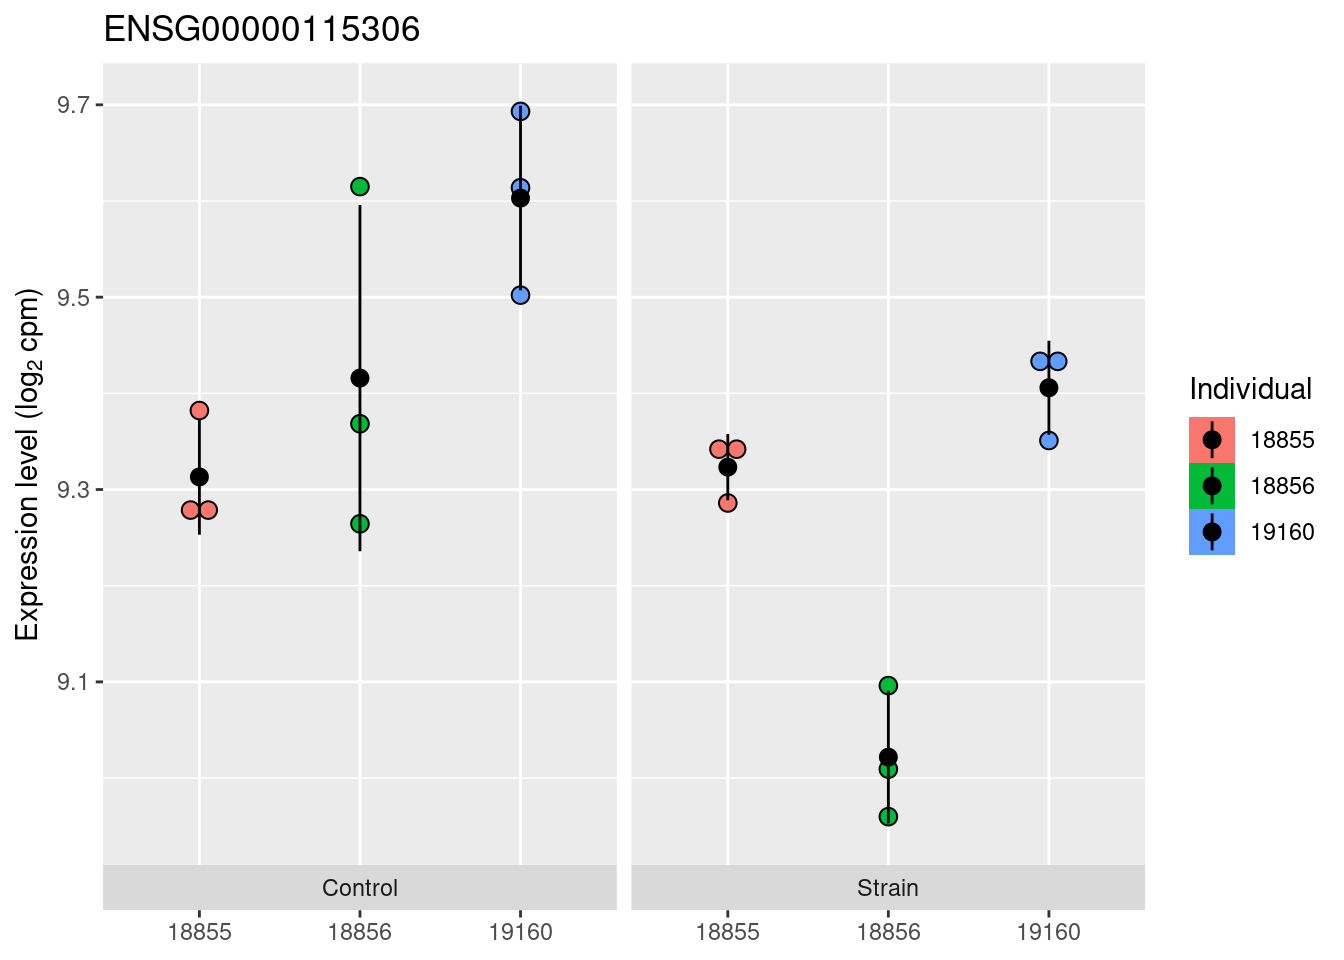 ENSG00000115306
Expression level (log₂ cpm)
9.7
9.5
9.3
9.1
Control
Strain
18855
18856
19160
18855
18856
19160
Individual
18855
18856
19160